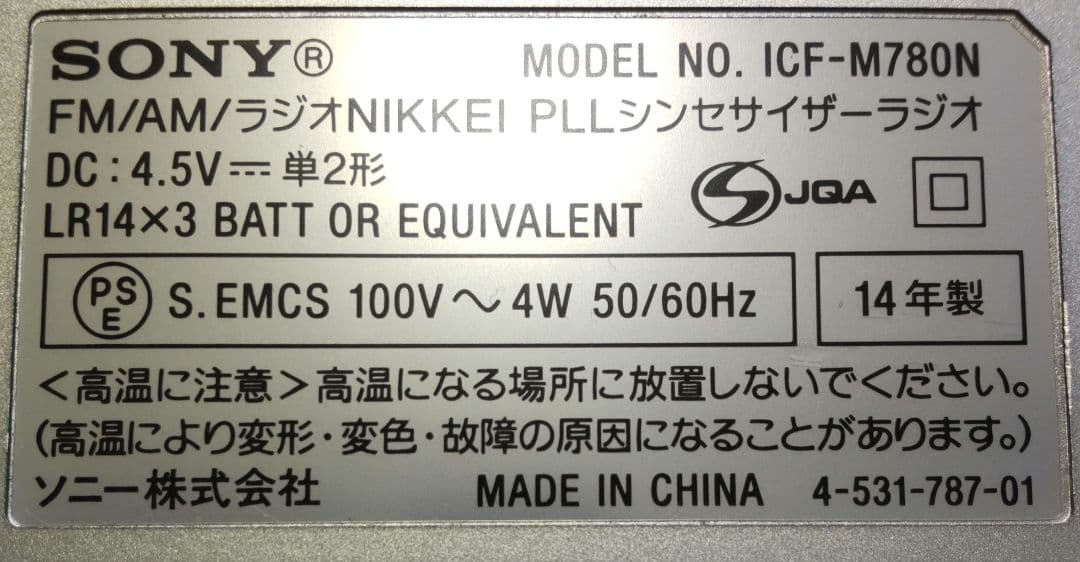 SONY® MODEL NO. ICF-M780N
FM/AM/ラジオNIKKEI PLLシンセサイザーラジオ
DC : 4.5V⎓ 単2形
LR14×3 BATT OR EQUIVALENT
JQA
PSE S.EMCS 100V～4W 50/60Hz
14年製
＜高温に注意＞高温になる場所に放置しないでください。
(高温により変形・変色・故障の原因になることがあります。)
ソニー株式会社 MADE IN CHINA 4-531-787-01